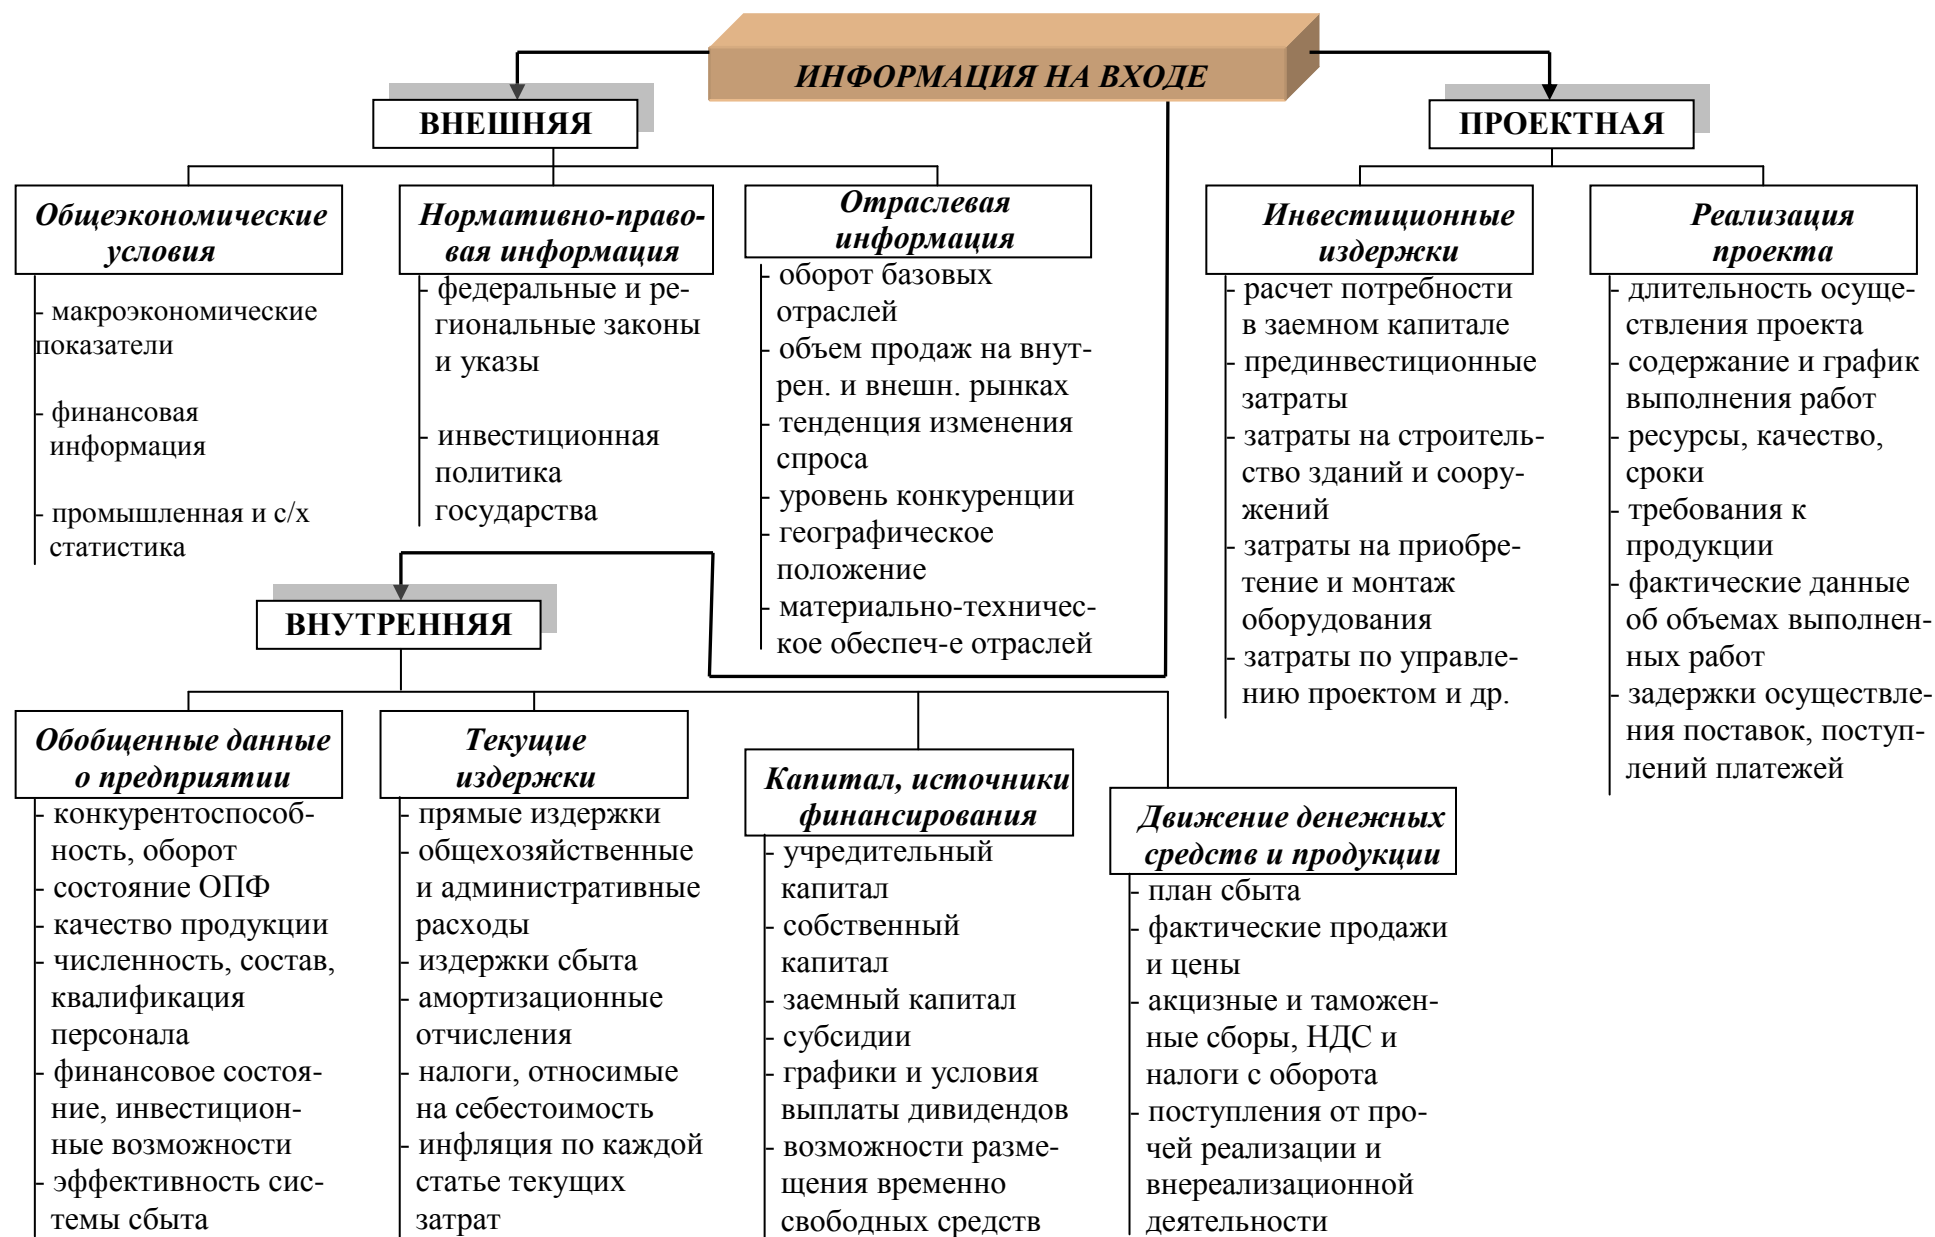 ИНФОРМАЦИЯ НА ВХОДЕ
ВНЕШНЯЯ
Общеэкономические
условия
- макроэкономические
показатели
- финансовая
информация
- промышленная и с/х
статистика
Нормативно-право-
вая информация
- федеральные и ре-
гиональные законы
и указы
- инвестиционная
политика
государства
Отраслевая
информация
- оборот базовых
отраслей
- объем продаж на внут-
рен. и внешн. рынках
- тенденция изменения
спроса
- уровень конкуренции
- географическое
положение
- материально-техничес-
кое обеспеч-е отраслей
ПРОЕКТНАЯ
Инвестиционные
издержки
- расчет потребности
в заемном капитале
- прединвестиционные
затраты
- затраты на строитель-
ство зданий и соору-
жений
- затраты на приобре-
тение и монтаж
оборудования
- затраты по управле-
нию проектом и др.
Реализация
проекта
- длительность осуще-
ствления проекта
- содержание и график
выполнения работ
- ресурсы, качество,
сроки
- требования к
продукции
- фактические данные
об объемах выполнен-
ных работ
- задержки осуществле-
ния поставок, поступ-
лений платежей
ВНУТРЕННЯЯ
Обобщенные данные
о предприятии
- конкурентоспособ-
ность, оборот
- состояние ОПФ
- качество продукции
- численность, состав,
квалификация
персонала
- финансовое состоя-
ние, инвестицион-
ные возможности
- эффективность сис-
темы сбыта
Текущие
издержки
- прямые издержки
- общехозяйственные
и административные
расходы
- издержки сбыта
- амортизационные
отчисления
- налоги, относимые
на себестоимость
- инфляция по каждой
статье текущих
затрат
Капитал, источники
финансирования
- учредительный
капитал
- собственный
капитал
- заемный капитал
- субсидии
- графики и условия
выплаты дивидендов
- возможности разме-
щения временно
свободных средств
Движение денежных
средств и продукции
- план сбыта
- фактические продажи
и цены
- акцизные и таможен-
ные сборы, НДС и
налоги с оборота
- поступления от про-
чей реализации и
внереализационной
деятельности